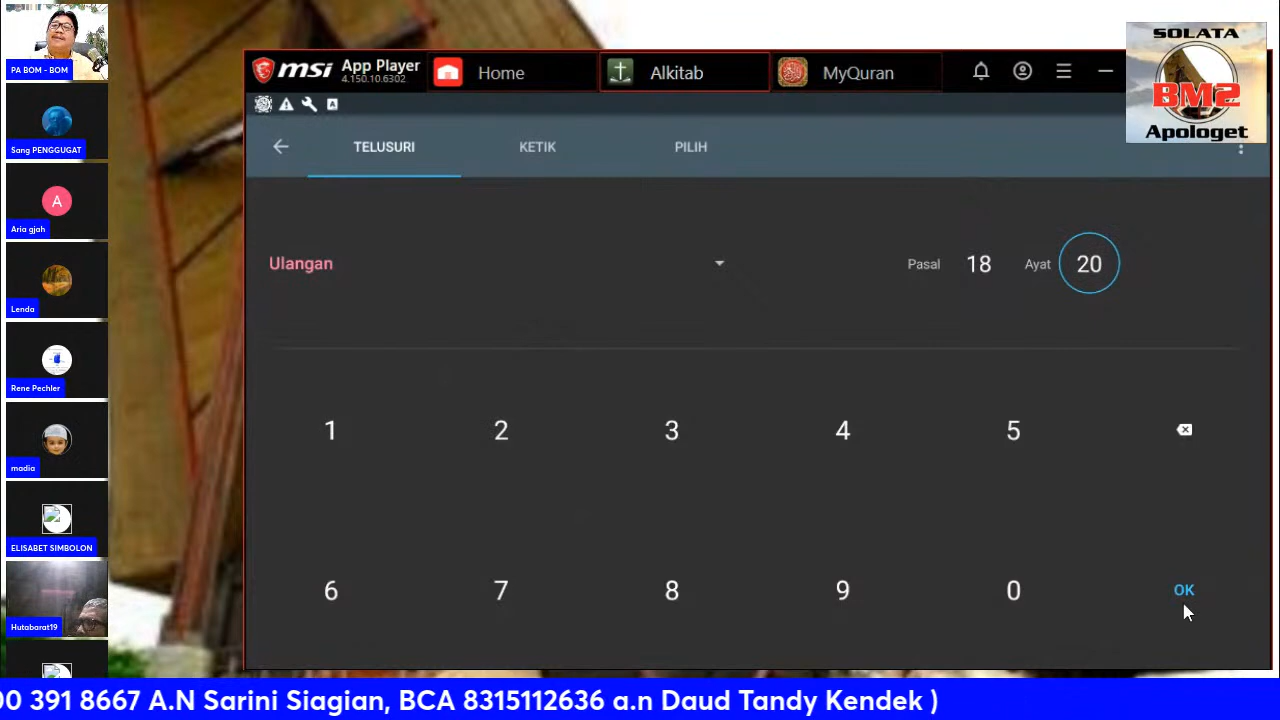 PA BOM - BOM
Sang PENGGUGAT
A
Aria gjah
Lenda
Rene Pechler
madia
ELISABET SIMBOLON
Hutabarat19
msi App Player
4.150.10.6302
Home
Alkitab
MyQuran
SOLATA
BM2
Apologet
TELUSURI
KETIK
PILIH
Ulangan
Pasal 18 Ayat 20
1 2 3 4 5
6 7 8 9 0 OK
00 391 8667 A.N Sarini Siagian, BCA 8315112636 a.n Daud Tandy Kendek )